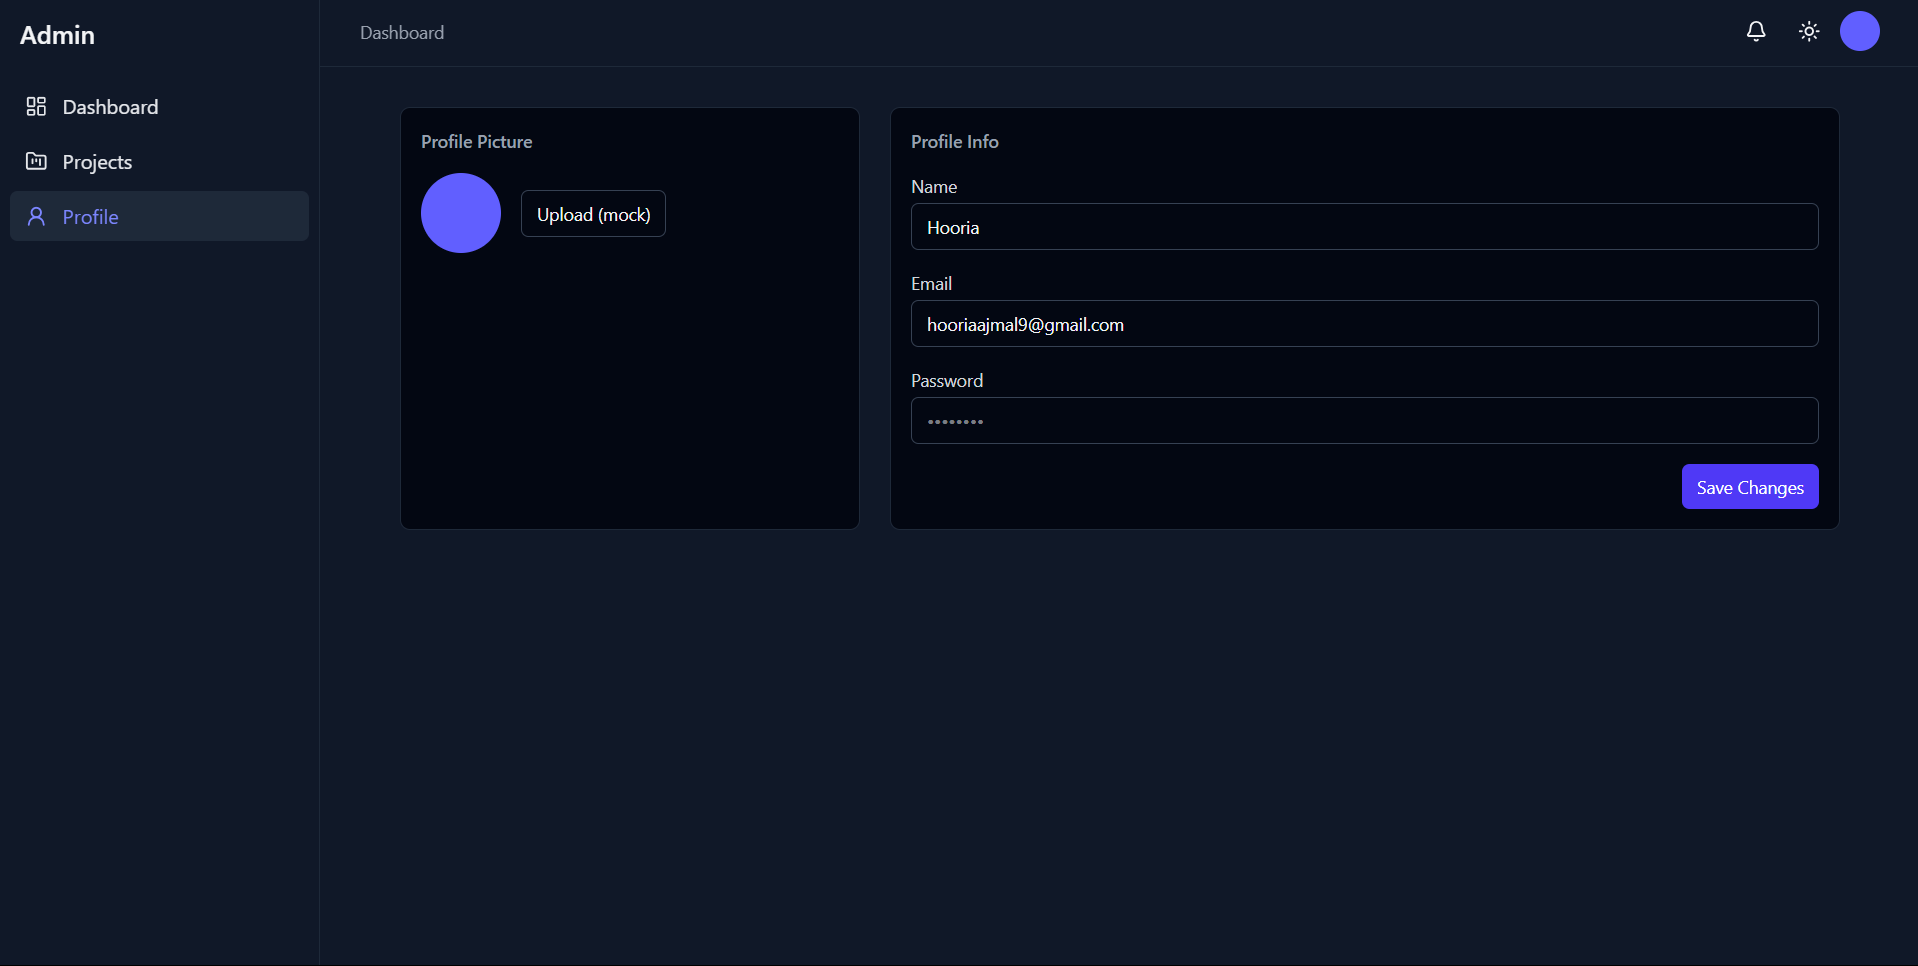 Admin
Dashboard
Projects
Profile
Dashboard
Profile Picture
Upload (mock)
Profile Info
Name
Hooria
Email
hooriaajmal9@gmail.com
Password
••••••••
Save Changes